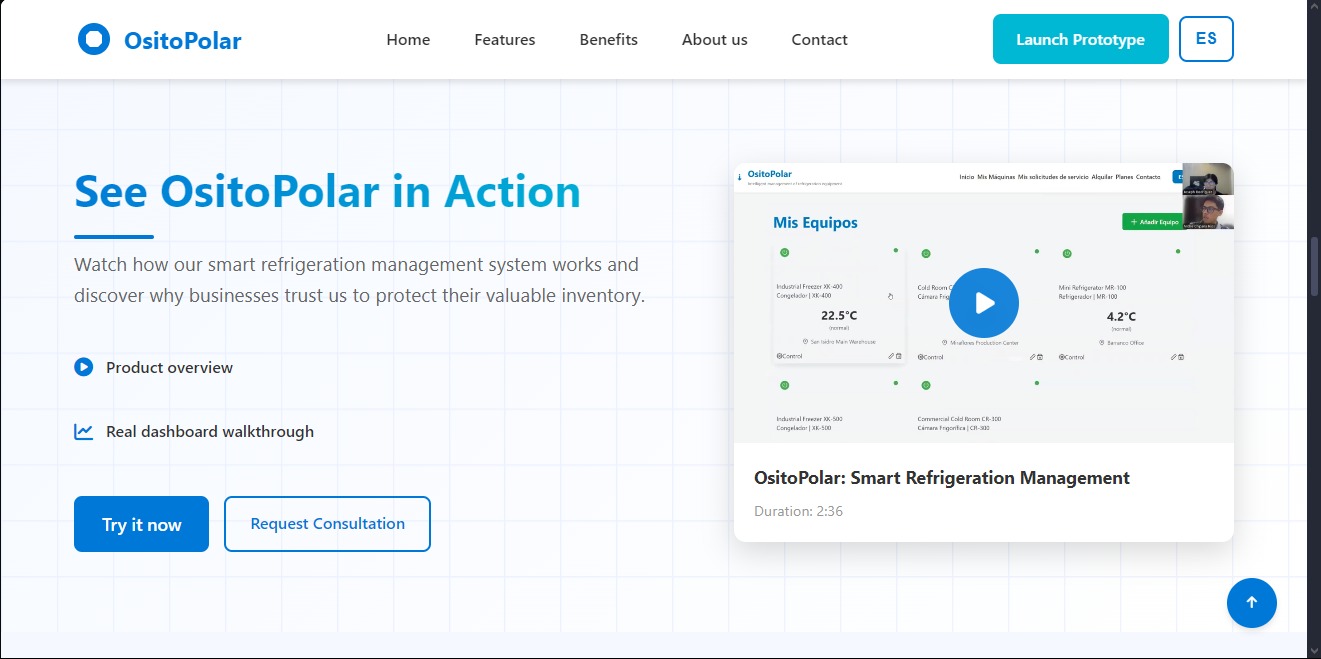 OsitoPolar
Home
Features
Benefits
About us
Contact
Launch Prototype
ES
See OsitoPolar in Action
Watch how our smart refrigeration management system works and
discover why businesses trust us to protect their valuable inventory.
Product overview
Real dashboard walkthrough
Try it now
Request Consultation
OsitoPolar
Intelligent management of refrigeration equipment
Inicio Mis Máquinas Mis solicitudes de servicio Alquilar Planes Contacto
Mis Equipos
+ Añadir Equipo
Industrial Freezer XK-400
Congelador | XK-400
22.5°C
(normal)
San Isidro Main Warehouse
Control
Cold Room
Cámara
Miraflores Production Center
Control
Mini Refrigerator MR-100
Refrigerador | MR-100
4.2°C
(normal)
Barranco Office
Control
Industrial Freezer XK-500
Congelador | XK-500
Commercial Cold Room CR-300
Cámara Frigorífica | CR-300
OsitoPolar: Smart Refrigeration Management
Duration: 2:36